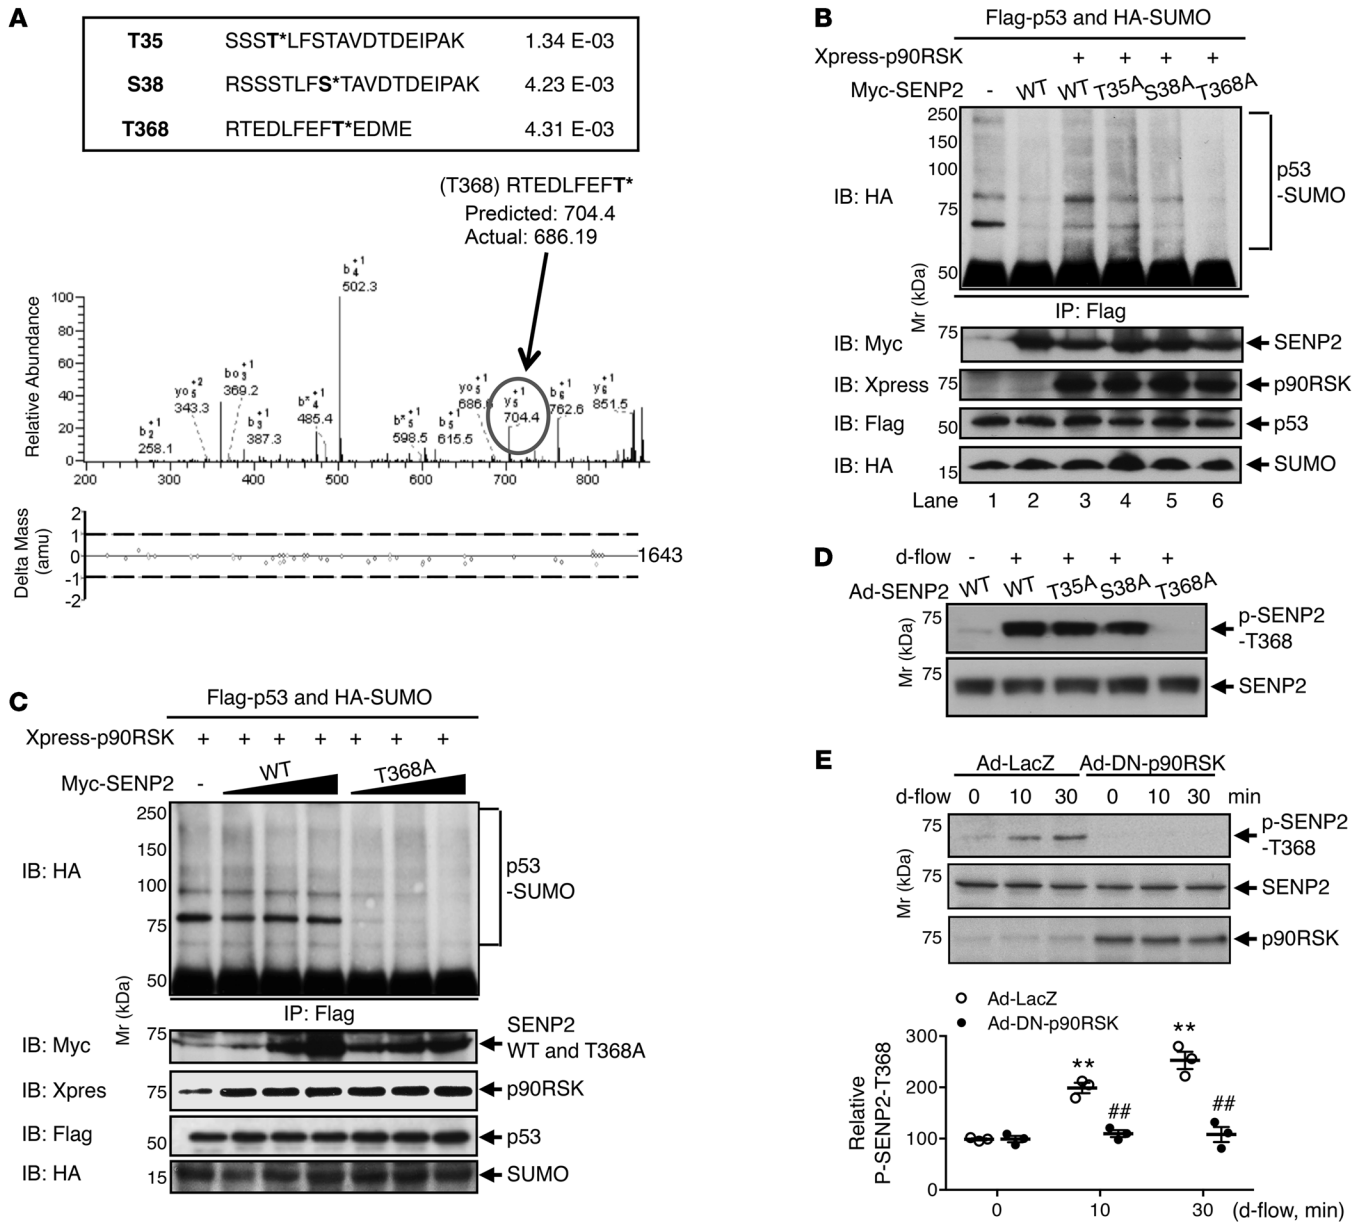 A
T35 SSST*LFSTAVDTDEIPAK 1.34 E-03
S38 RSSSTLFS*TAVDTDEIPAK 4.23 E-03
T368 RTEDLFEFT*EDME 4.31 E-03
(T368) RTEDLFEFT*
Predicted: 704.4
Actual: 686.19
Relative Abundance
100
80
60
40
20
0
b2+1 258.1
yo5+2 343.3
bo3+1 369.2
b3+1 387.3
b*4+1 485.4
b4+1 502.3
b*5+1 598.5
b5+1 615.5
yo5+1
y5+1 704.4
b6+1 762.6
y6+1 851.5
200 300 400 500 600 700 800
Delta Mass (amu)
2
1
0
-1
-2
1643
B
Flag-p53 and HA-SUMO
Xpress-p90RSK + + + +
Myc-SENP2 - WT WT T35A S38A T368A
250
150
100
75
50
Mr (kDa)
IB: HA
p53
-SUMO
IP: Flag
IB: Myc 75 SENP2
IB: Xpress 75 p90RSK
IB: Flag 50 p53
IB: HA 15 SUMO
Lane 1 2 3 4 5 6
C
Flag-p53 and HA-SUMO
Xpress-p90RSK + + + + + + +
Myc-SENP2 - WT T368A
250
150
100
75
50
Mr (kDa)
IB: HA
p53
-SUMO
IP: Flag
IB: Myc 75 SENP2
WT and T368A
IB: Xpres 75 p90RSK
IB: Flag 50 p53
IB: HA 15 SUMO
D
d-flow - + + + +
Ad-SENP2 WT WT T35A S38A T368A
Mr (kDa)
75 p-SENP2
-T368
75 SENP2
E
Ad-LacZ Ad-DN-p90RSK
d-flow 0 10 30 0 10 30 min
Mr (kDa)
75 p-SENP2
-T368
75 SENP2
75 p90RSK
Ad-LacZ
Ad-DN-p90RSK
Relative
P-SENP2-T368
300
200
100
0
**
##
**
##
0 10 30 (d-flow, min)